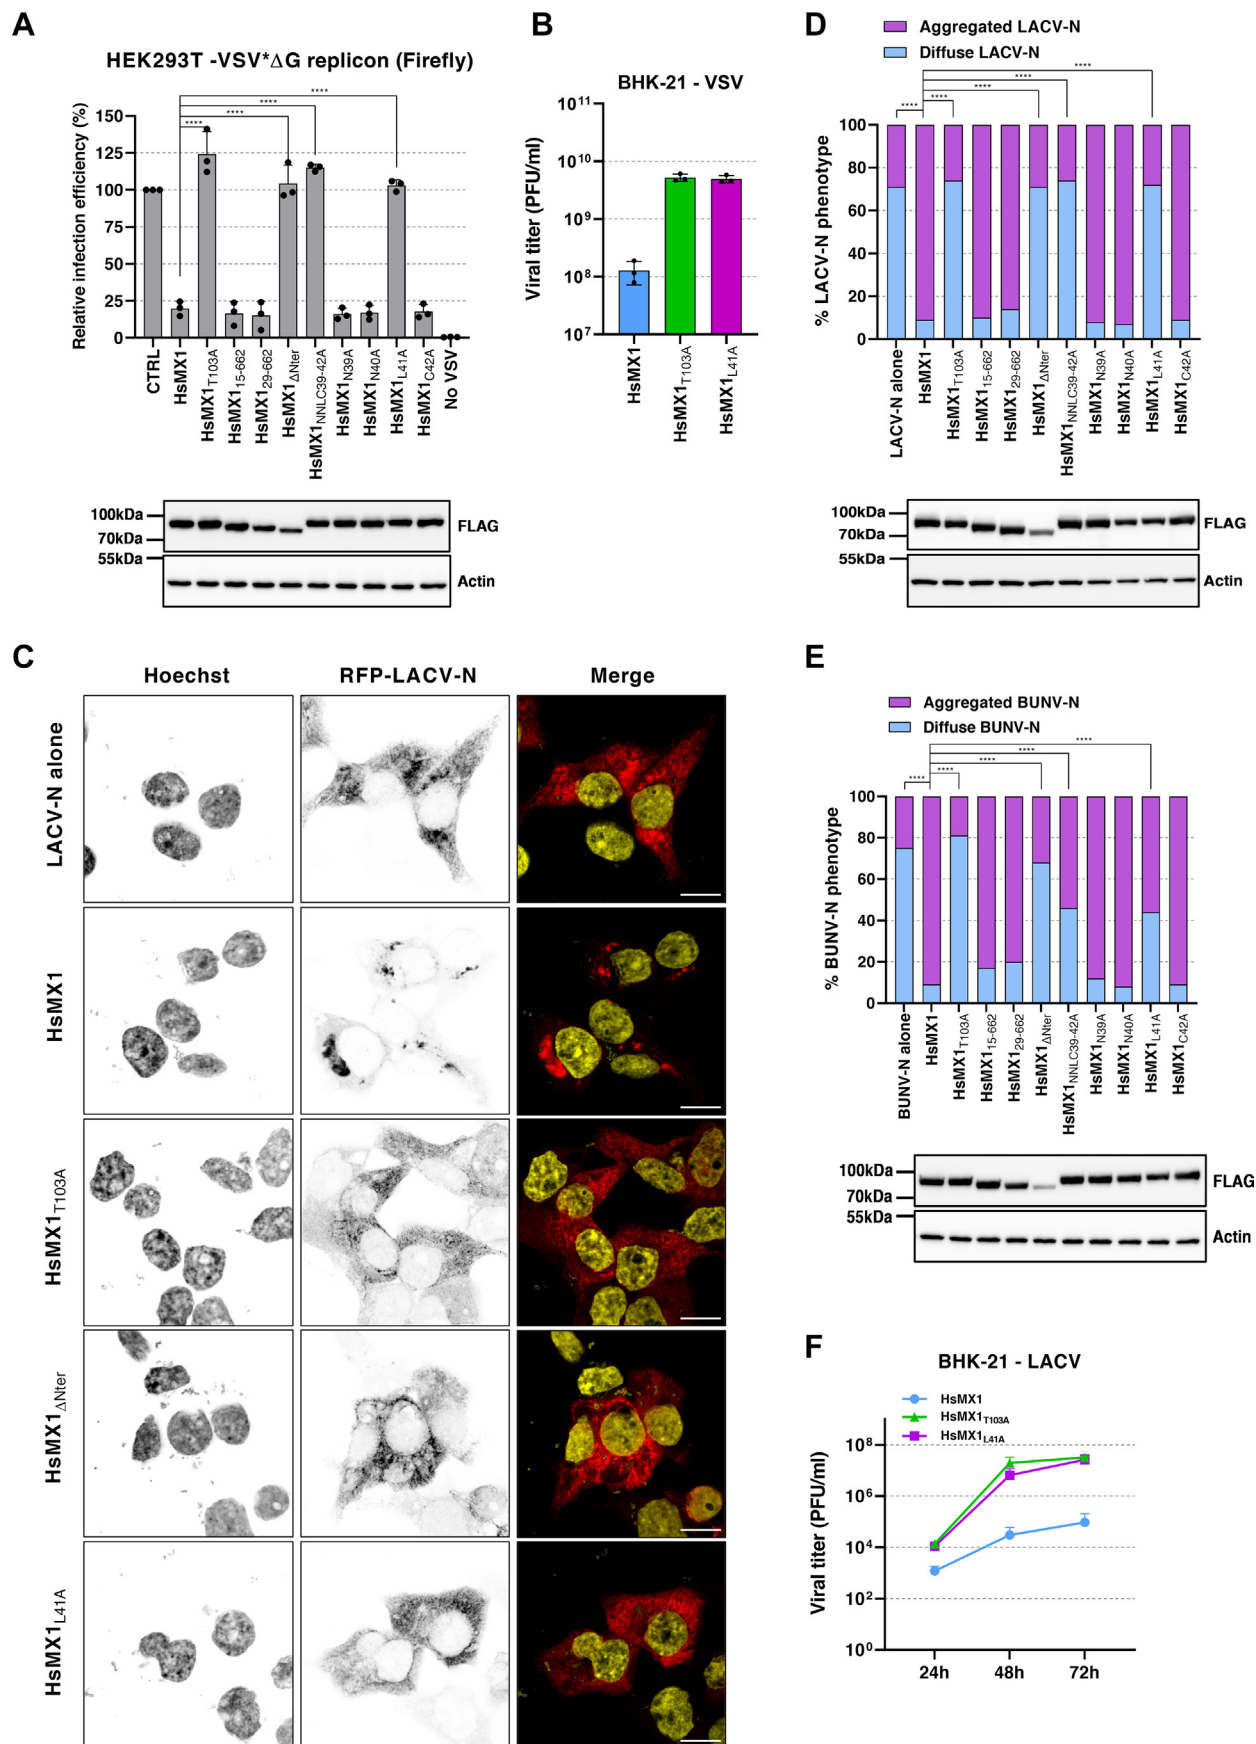 A
HEK293T -VSV*ΔG replicon (Firefly)
Relative infection efficiency (%)
150
125
100
75
50
25
0
****
****
****
****
CTRL
HsMX1
HsMX1T103A
HsMX115-662
HsMX129-662
HsMX1ΔNter
HsMX1NNLC39-42A
HsMX1N39A
HsMX1N40A
HsMX1L41A
HsMX1C42A
No VSV
100kDa
70kDa
55kDa
FLAG
Actin
B
BHK-21 - VSV
Viral titer (PFU/ml)
10^11
10^10
10^9
10^8
10^7
HsMX1
HsMX1T103A
HsMX1L41A
D
Aggregated LACV-N
Diffuse LACV-N
****
****
****
****
****
% LACV-N phenotype
100
80
60
40
20
0
LACV-N alone
HsMX1
HsMX1T103A
HsMX115-662
HsMX129-662
HsMX1ΔNter
HsMX1NNLC39-42A
HsMX1N39A
HsMX1N40A
HsMX1L41A
HsMX1C42A
100kDa
70kDa
55kDa
FLAG
Actin
C
Hoechst
RFP-LACV-N
Merge
LACV-N alone
HsMX1
HsMX1T103A
HsMX1ΔNter
HsMX1L41A
E
Aggregated BUNV-N
Diffuse BUNV-N
****
****
****
****
****
% BUNV-N phenotype
100
80
60
40
20
0
BUNV-N alone
HsMX1
HsMX1T103A
HsMX115-662
HsMX129-662
HsMX1ΔNter
HsMX1NNLC39-42A
HsMX1N39A
HsMX1N40A
HsMX1L41A
HsMX1C42A
100kDa
70kDa
55kDa
FLAG
Actin
F
BHK-21 - LACV
HsMX1
HsMX1T103A
HsMX1L41A
Viral titer (PFU/ml)
10^8
10^6
10^4
10^2
10^0
24h
48h
72h